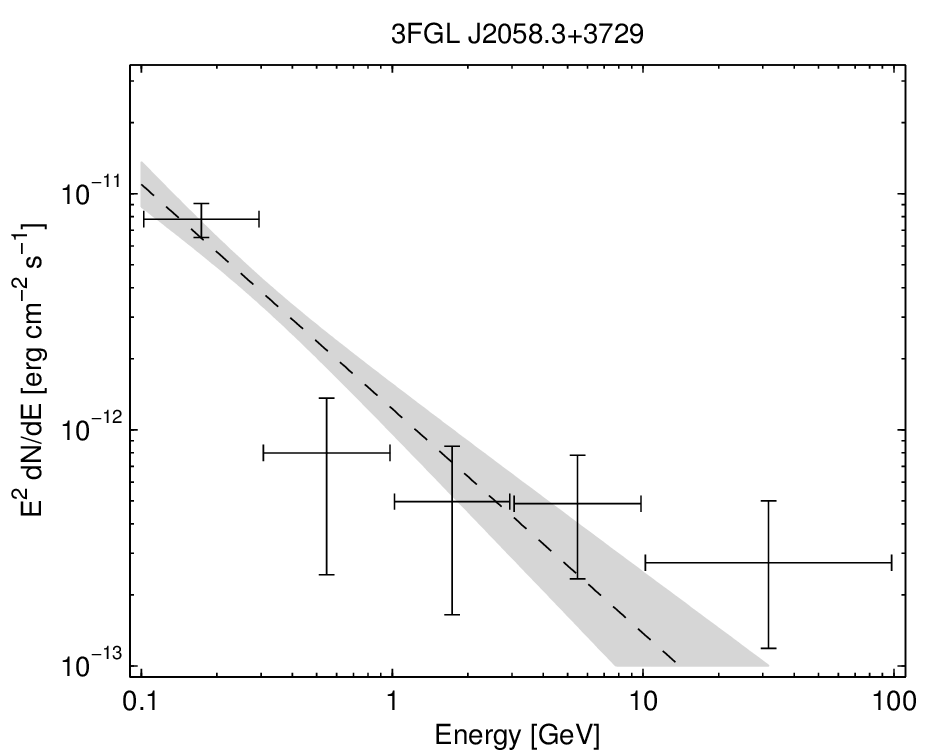 3FGL J2058.3+3729
10⁻¹¹
10⁻¹²
10⁻¹³
E² dN/dE [erg cm⁻² s⁻¹]
0.1 1 10 100
Energy [GeV]